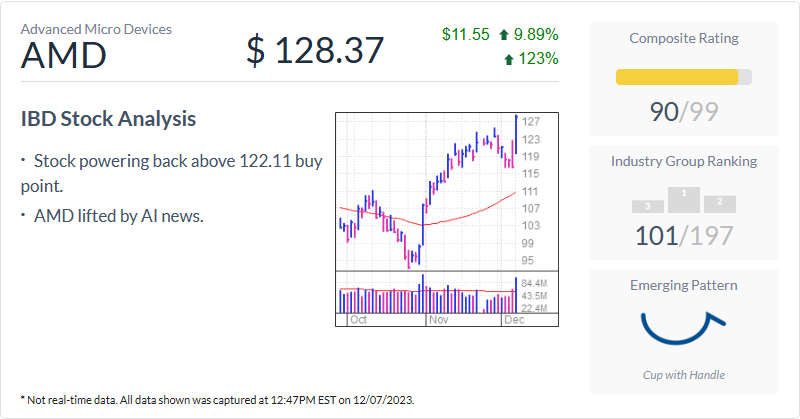 Advanced Micro Devices
AMD
$ 128.37
$11.55 9.89%
123%
IBD Stock Analysis
• Stock powering back above 122.11 buy
point.
• AMD lifted by AI news.
127
123
119
115
111
107
103
99
95
84.4M
43.5M
22.4M
Oct Nov Dec
Composite Rating
90/99
Industry Group Ranking
3 1 2
101/197
Emerging Pattern
Cup with Handle
* Not real-time data. All data shown was captured at 12:47PM EST on 12/07/2023.